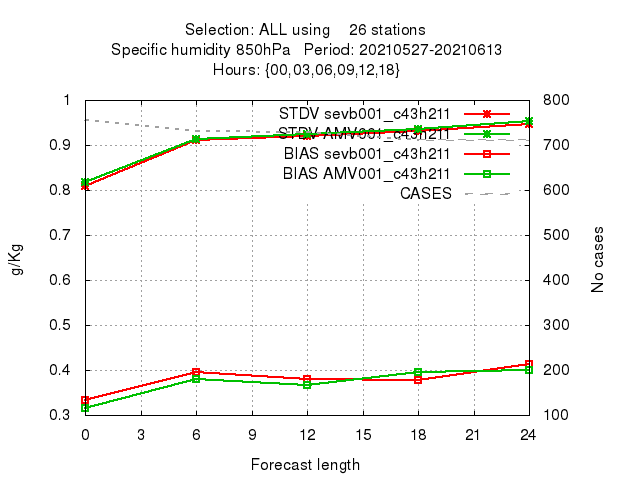 Selection: ALL using 26 stations
Specific humidity 850hPa Period: 20210527-20210613
Hours: {00,03,06,09,12,18}
1 800
STDV sevb001_c43h211
STDV AMV001_c43h211
0.9 700
BIAS sevb001_c43h211
BIAS AMV001_c43h211
0.8 600
CASES
0.7 500
g/Kg
No cases
0.6 400
0.5 300
0.4 200
0.3 100
0 3 6 9 12 15 18 21 24
Forecast length